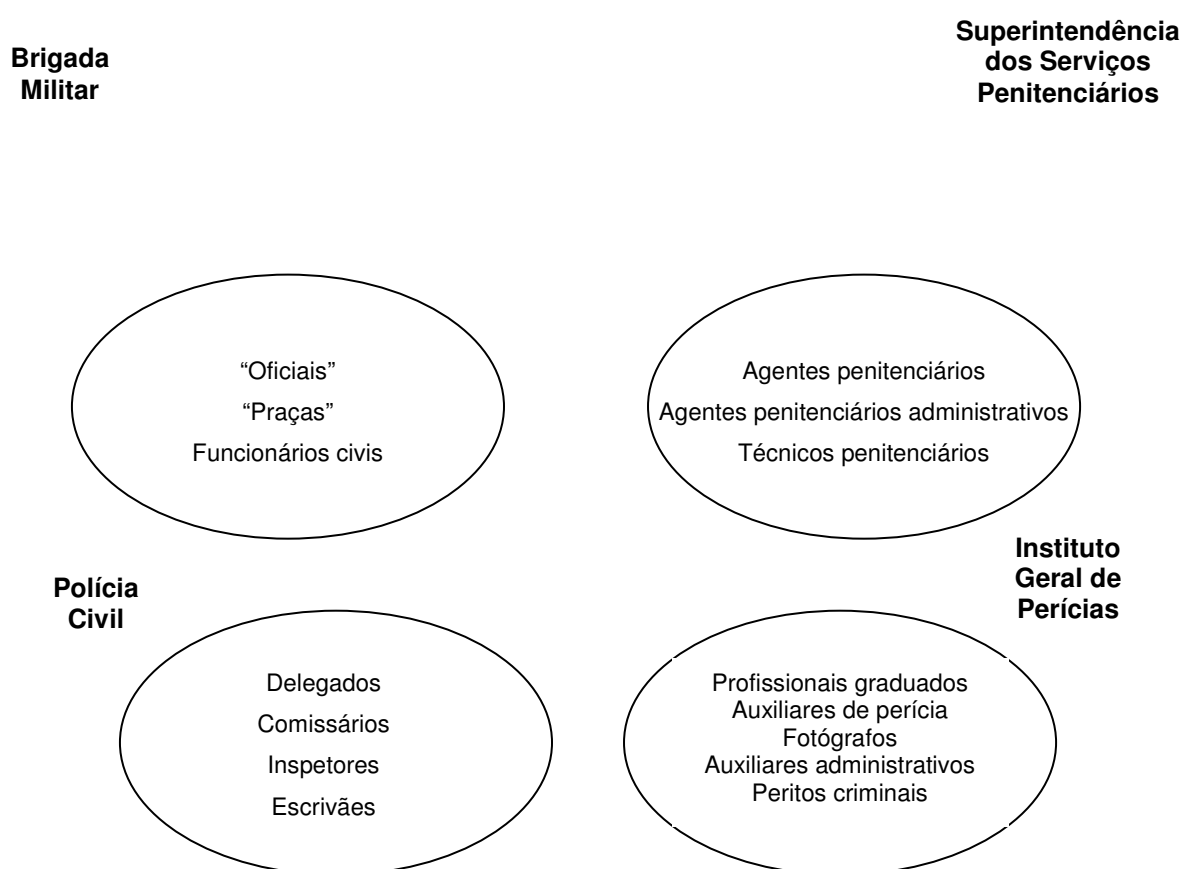 Brigada
Militar
Superintendência
dos Serviços
Penitenciários
“Oficiais”
“Praças”
Funcionários civis
Agentes penitenciários
Agentes penitenciários administrativos
Técnicos penitenciários
Polícia
Civil
Instituto
Geral de
Perícias
Delegados
Comissários
Inspetores
Escrivães
Profissionais graduados
Auxiliares de perícia
Fotógrafos
Auxiliares administrativos
Peritos criminais